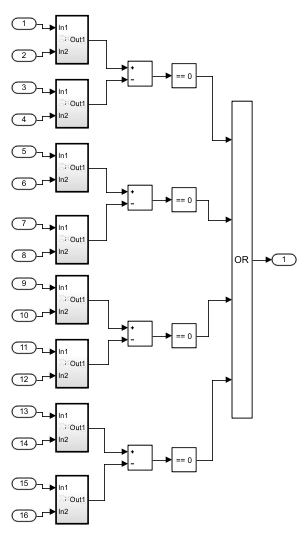 1 In1
Out1
2 In2
+
− == 0
3 In1
Out1
4 In2
5 In1
Out1
6 In2
+
− == 0
7 In1
Out1
8 In2
OR 1
9 In1
Out1
10 In2
+
− == 0
11 In1
Out1
12 In2
13 In1
Out1
14 In2
+
− == 0
15 In1
Out1
16 In2